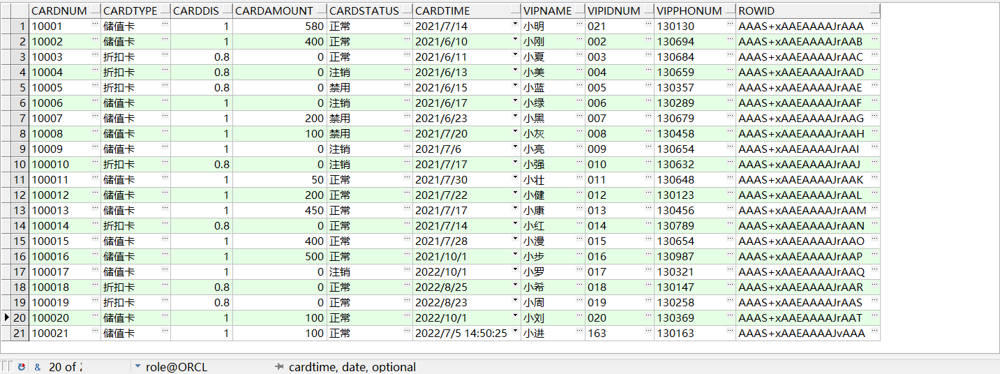 CARDNUM CARDTYPE CARDDIS CARDAMOUNT CARDSTATUS CARDTIME VIPNAME VIPIDNUM VIPPHONUM ROWID
1 10001 储值卡 1 580 正常 2021/7/14 小明 021 130130 AAAS+xAAEAAAAJrAAA
2 10002 储值卡 1 400 正常 2021/6/10 小刚 002 130694 AAAS+xAAEAAAAJrAAB
3 10003 折扣卡 0.8 0 正常 2021/6/11 小夏 003 130684 AAAS+xAAEAAAAJrAAC
4 10004 折扣卡 0.8 0 注销 2021/6/13 小美 004 130659 AAAS+xAAEAAAAJrAAD
5 10005 折扣卡 0.8 0 禁用 2021/6/15 小蓝 005 130357 AAAS+xAAEAAAAJrAAE
6 10006 储值卡 1 0 注销 2021/6/17 小绿 006 130289 AAAS+xAAEAAAAJrAAF
7 10007 储值卡 1 200 禁用 2021/6/23 小黑 007 130679 AAAS+xAAEAAAAJrAAG
8 10008 储值卡 1 100 禁用 2021/7/20 小灰 008 130458 AAAS+xAAEAAAAJrAAH
9 10009 储值卡 1 0 注销 2021/7/6 小亮 009 130654 AAAS+xAAEAAAAJrAAI
10 100010 折扣卡 0.8 0 注销 2021/7/17 小强 010 130632 AAAS+xAAEAAAAJrAAJ
11 100011 储值卡 1 50 正常 2021/7/30 小壮 011 130648 AAAS+xAAEAAAAJrAAK
12 100012 储值卡 1 200 正常 2021/7/22 小健 012 130123 AAAS+xAAEAAAAJrAAL
13 100013 储值卡 1 450 正常 2021/7/17 小康 013 130456 AAAS+xAAEAAAAJrAAM
14 100014 折扣卡 0.8 0 正常 2021/7/14 小红 014 130789 AAAS+xAAEAAAAJrAAN
15 100015 储值卡 1 400 正常 2021/7/28 小漫 015 130654 AAAS+xAAEAAAAJrAAO
16 100016 储值卡 1 500 正常 2021/10/1 小步 016 130987 AAAS+xAAEAAAAJrAAP
17 100017 储值卡 1 0 注销 2022/10/1 小罗 017 130321 AAAS+xAAEAAAAJrAAQ
18 100018 折扣卡 0.8 0 正常 2022/8/25 小希 018 130147 AAAS+xAAEAAAAJrAAR
19 100019 折扣卡 0.8 0 正常 2022/8/23 小周 019 130258 AAAS+xAAEAAAAJrAAS
20 100020 储值卡 1 100 正常 2022/10/1 小刘 020 130369 AAAS+xAAEAAAAJrAAT
21 100021 储值卡 1 100 正常 2022/7/5 14:50:25 小进 163 130163 AAAS+xAAEAAAAJvAAA
& 20 of role@ORCL cardtime, date, optional